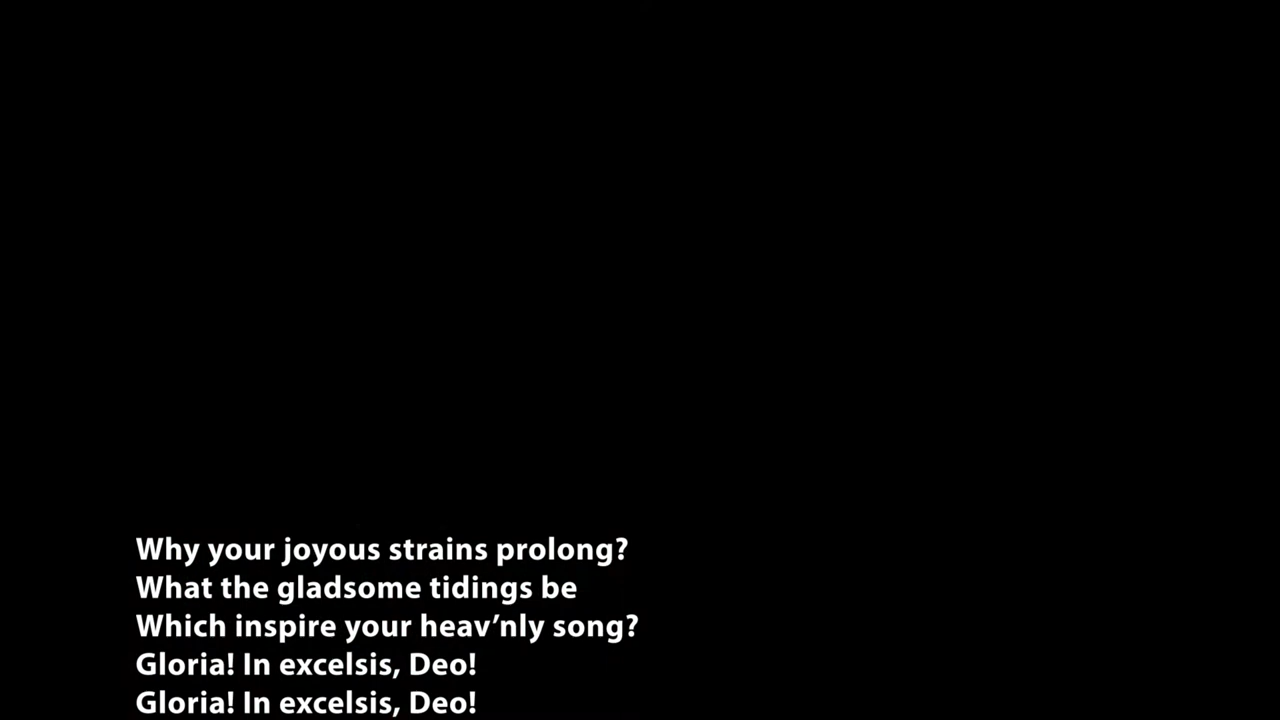 Why your joyous strains prolong?
What the gladsome tidings be
Which inspire your heav’nly song?
Gloria! In excelsis, Deo!
Gloria! In excelsis, Deo!